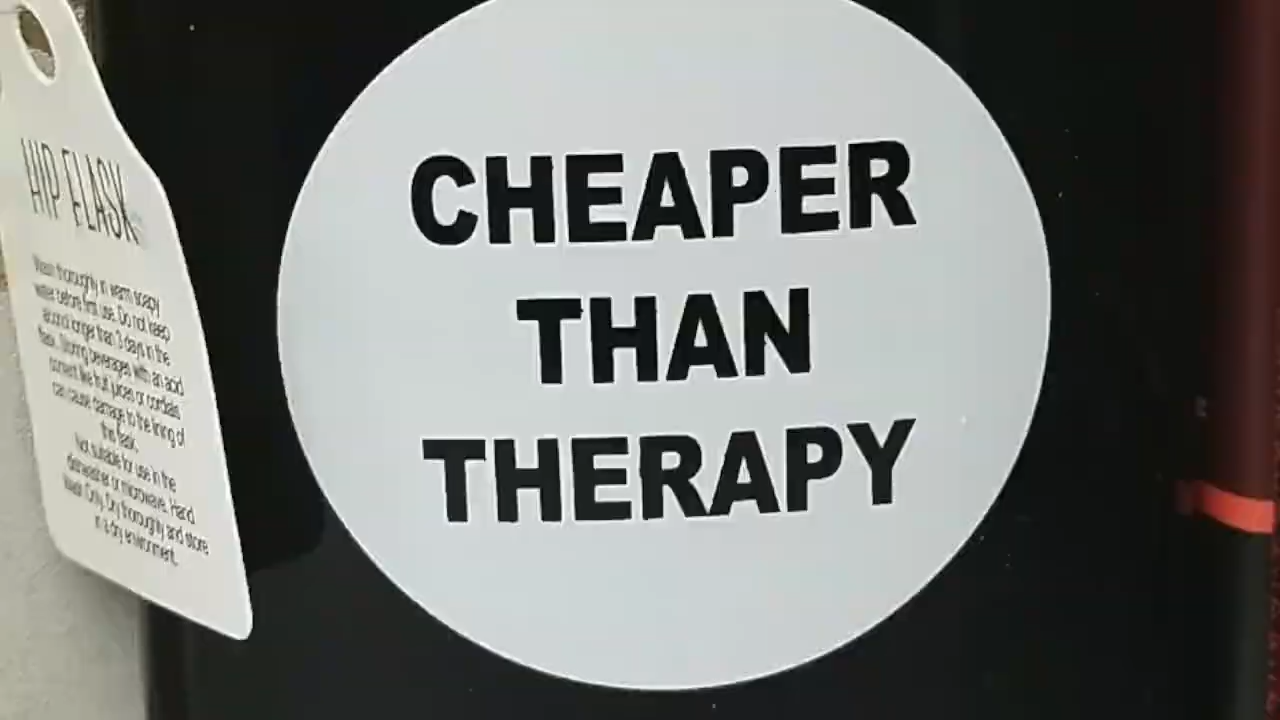 HIP FLASK
Wash thoroughly in warm soapy
water before first use. Do not keep
alcohol longer than 3 days in the
flask. Storing beverages with an acid
content like fruit juices or cordials
can cause damage to the lining of
this flask.
Not suitable for use in the
dishwasher or microwave. Hand
Wash Only. Dry thoroughly and store
in a dry environment.
CHEAPER
THAN
THERAPY